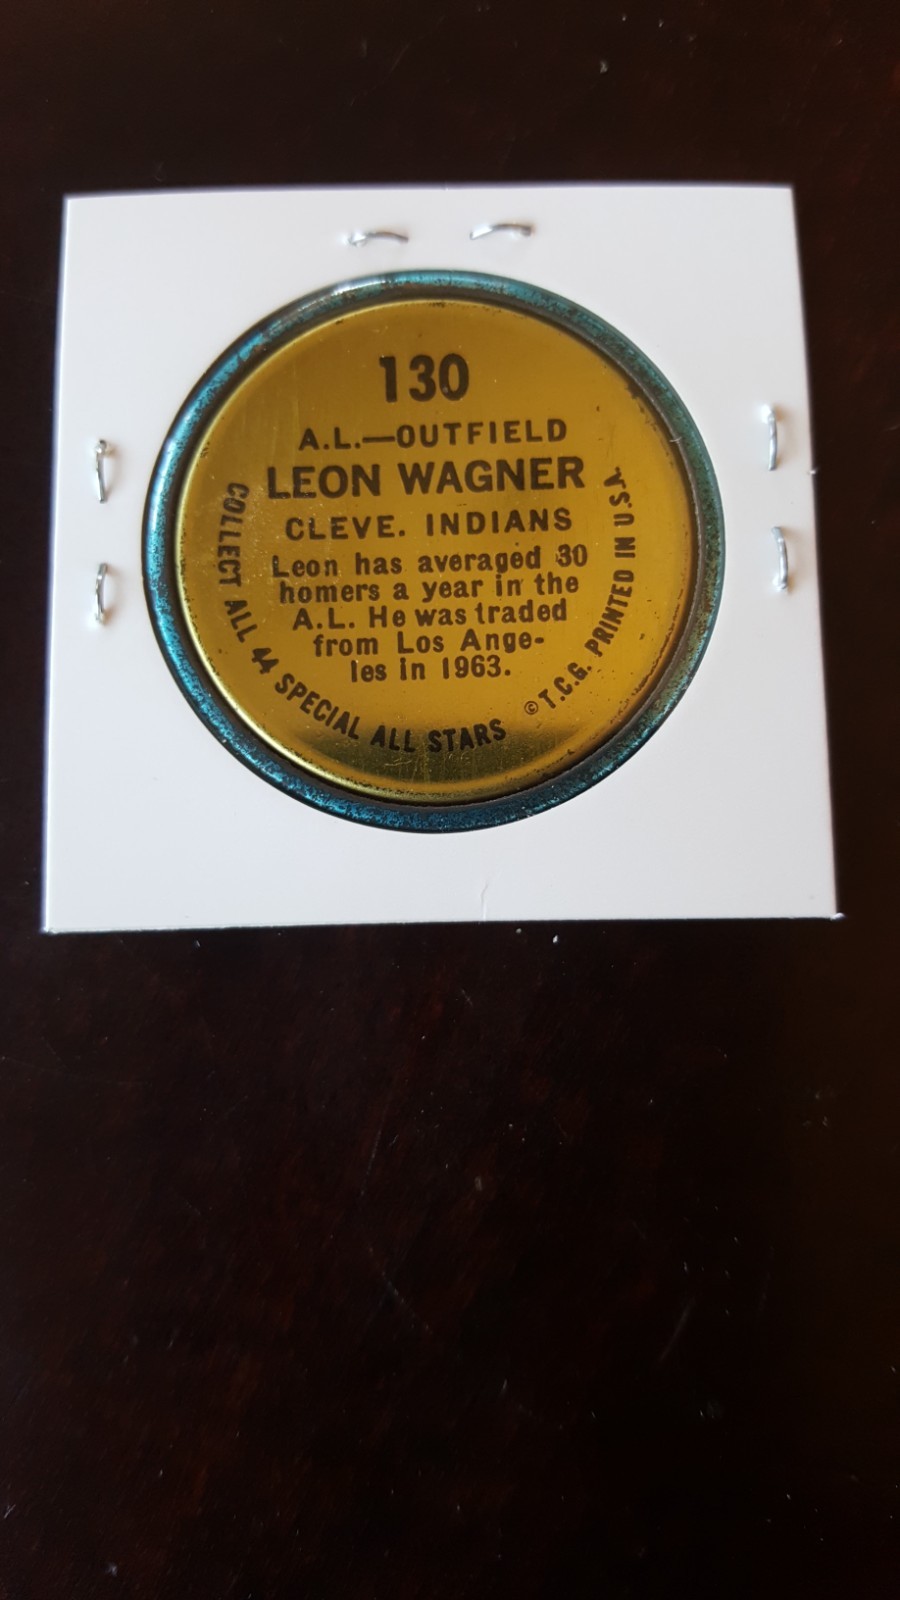 130
A.L.—OUTFIELD
LEON WAGNER
CLEVE. INDIANS
Leon has averaged 30
homers a year in the
A.L. He was traded
from Los Ange-
les in 1963.
COLLECT ALL 44 SPECIAL ALL STARS
©T.C.G. PRINTED IN U.S.A.